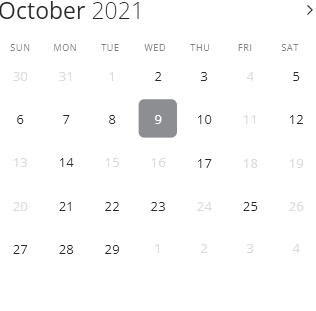 October 2021
SUN MON TUE WED THU FRI SAT
30 31 1 2 3 4 5
6 7 8 9 10 11 12
13 14 15 16 17 18 19
20 21 22 23 24 25 26
27 28 29 1 2 3 4